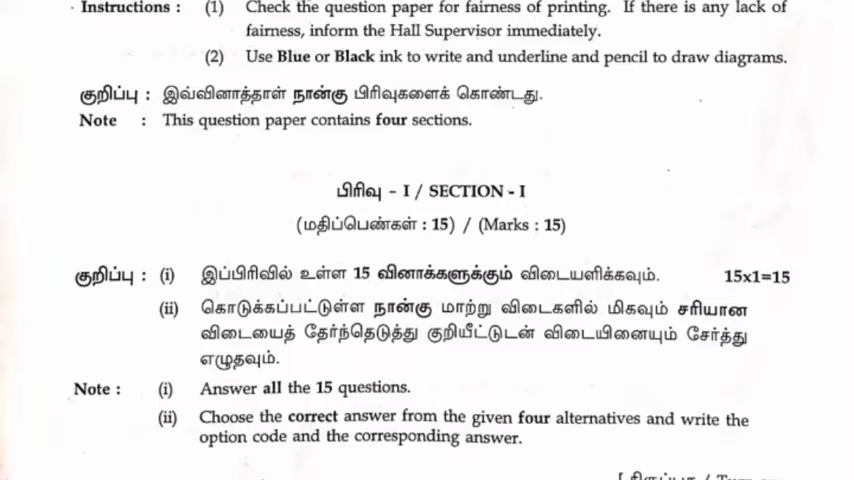 Instructions : (1) Check the question paper for fairness of printing. If there is any lack of
fairness, inform the Hall Supervisor immediately.
(2) Use Blue or Black ink to write and underline and pencil to draw diagrams.
குறிப்பு : இவ்வினாத்தாள் நான்கு பிரிவுகளைக் கொண்டது.
Note : This question paper contains four sections.
பிரிவு - I / SECTION - I
(மதிப்பெண்கள் : 15) / (Marks : 15)
குறிப்பு : (i) இப்பிரிவில் உள்ள 15 வினாக்களுக்கும் விடையளிக்கவும். 15x1=15
(ii) கொடுக்கப்பட்டுள்ள நான்கு மாற்று விடைகளில் மிகவும் சரியான
விடையைத் தேர்ந்தெடுத்து குறியீட்டுடன் விடையினையும் சேர்த்து
எழுதவும்.
Note : (i) Answer all the 15 questions.
(ii) Choose the correct answer from the given four alternatives and write the
option code and the corresponding answer.